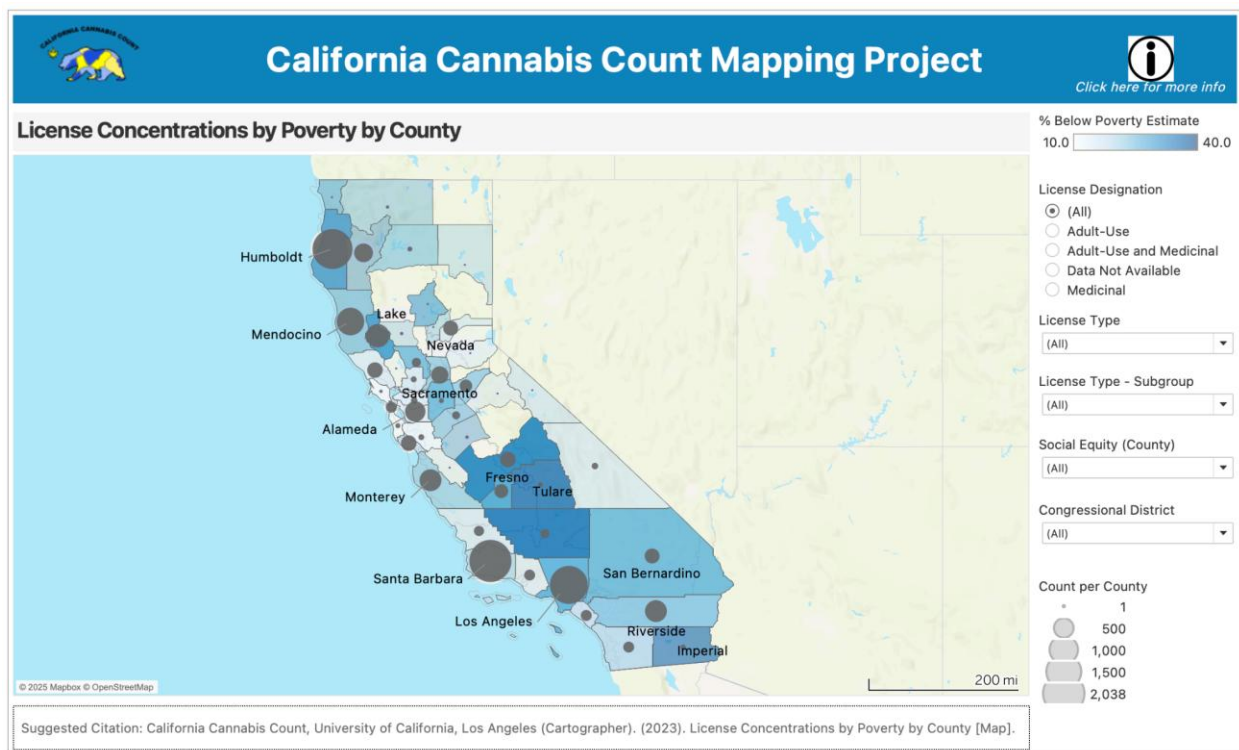 CALIFORNIA CANNABIS COUNT
California Cannabis Count Mapping Project
Click here for more info
License Concentrations by Poverty by County
% Below Poverty Estimate
10.0 40.0
License Designation
(All)
Adult-Use
Adult-Use and Medicinal
Data Not Available
Medicinal
License Type
(All)
License Type - Subgroup
(All)
Social Equity (County)
(All)
Congressional District
(All)
Count per County
1
500
1,000
1,500
2,038
Humboldt
Lake
Mendocino
Nevada
Sacramento
Alameda
Fresno
Tulare
Monterey
San Bernardino
Santa Barbara
Los Angeles
Riverside
Imperial
200 mi
© 2025 Mapbox © OpenStreetMap
Suggested Citation: California Cannabis Count, University of California, Los Angeles (Cartographer). (2023). License Concentrations by Poverty by County [Map].